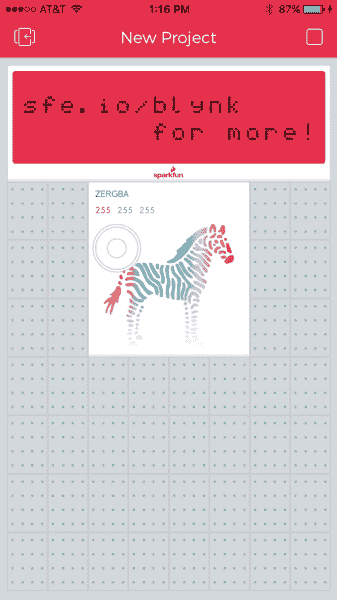 AT&T 1:16 PM 87%
New Project
sfe.io/blynk
for more!
sparkfun
ZERGBA
255 255 255